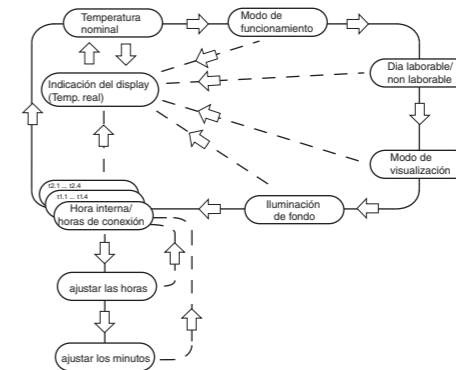 Temperatura
nominal
Modo de
funcionamiento
Indicación del display
(Temp. real)
Dia laborable/
non laborable
Modo de
visualización
t2.1 ... t2.4
t1.1 ... t1.4
Hora interna/
horas de conexión
Iluminación
de fondo
ajustar las horas
ajustar los minutos